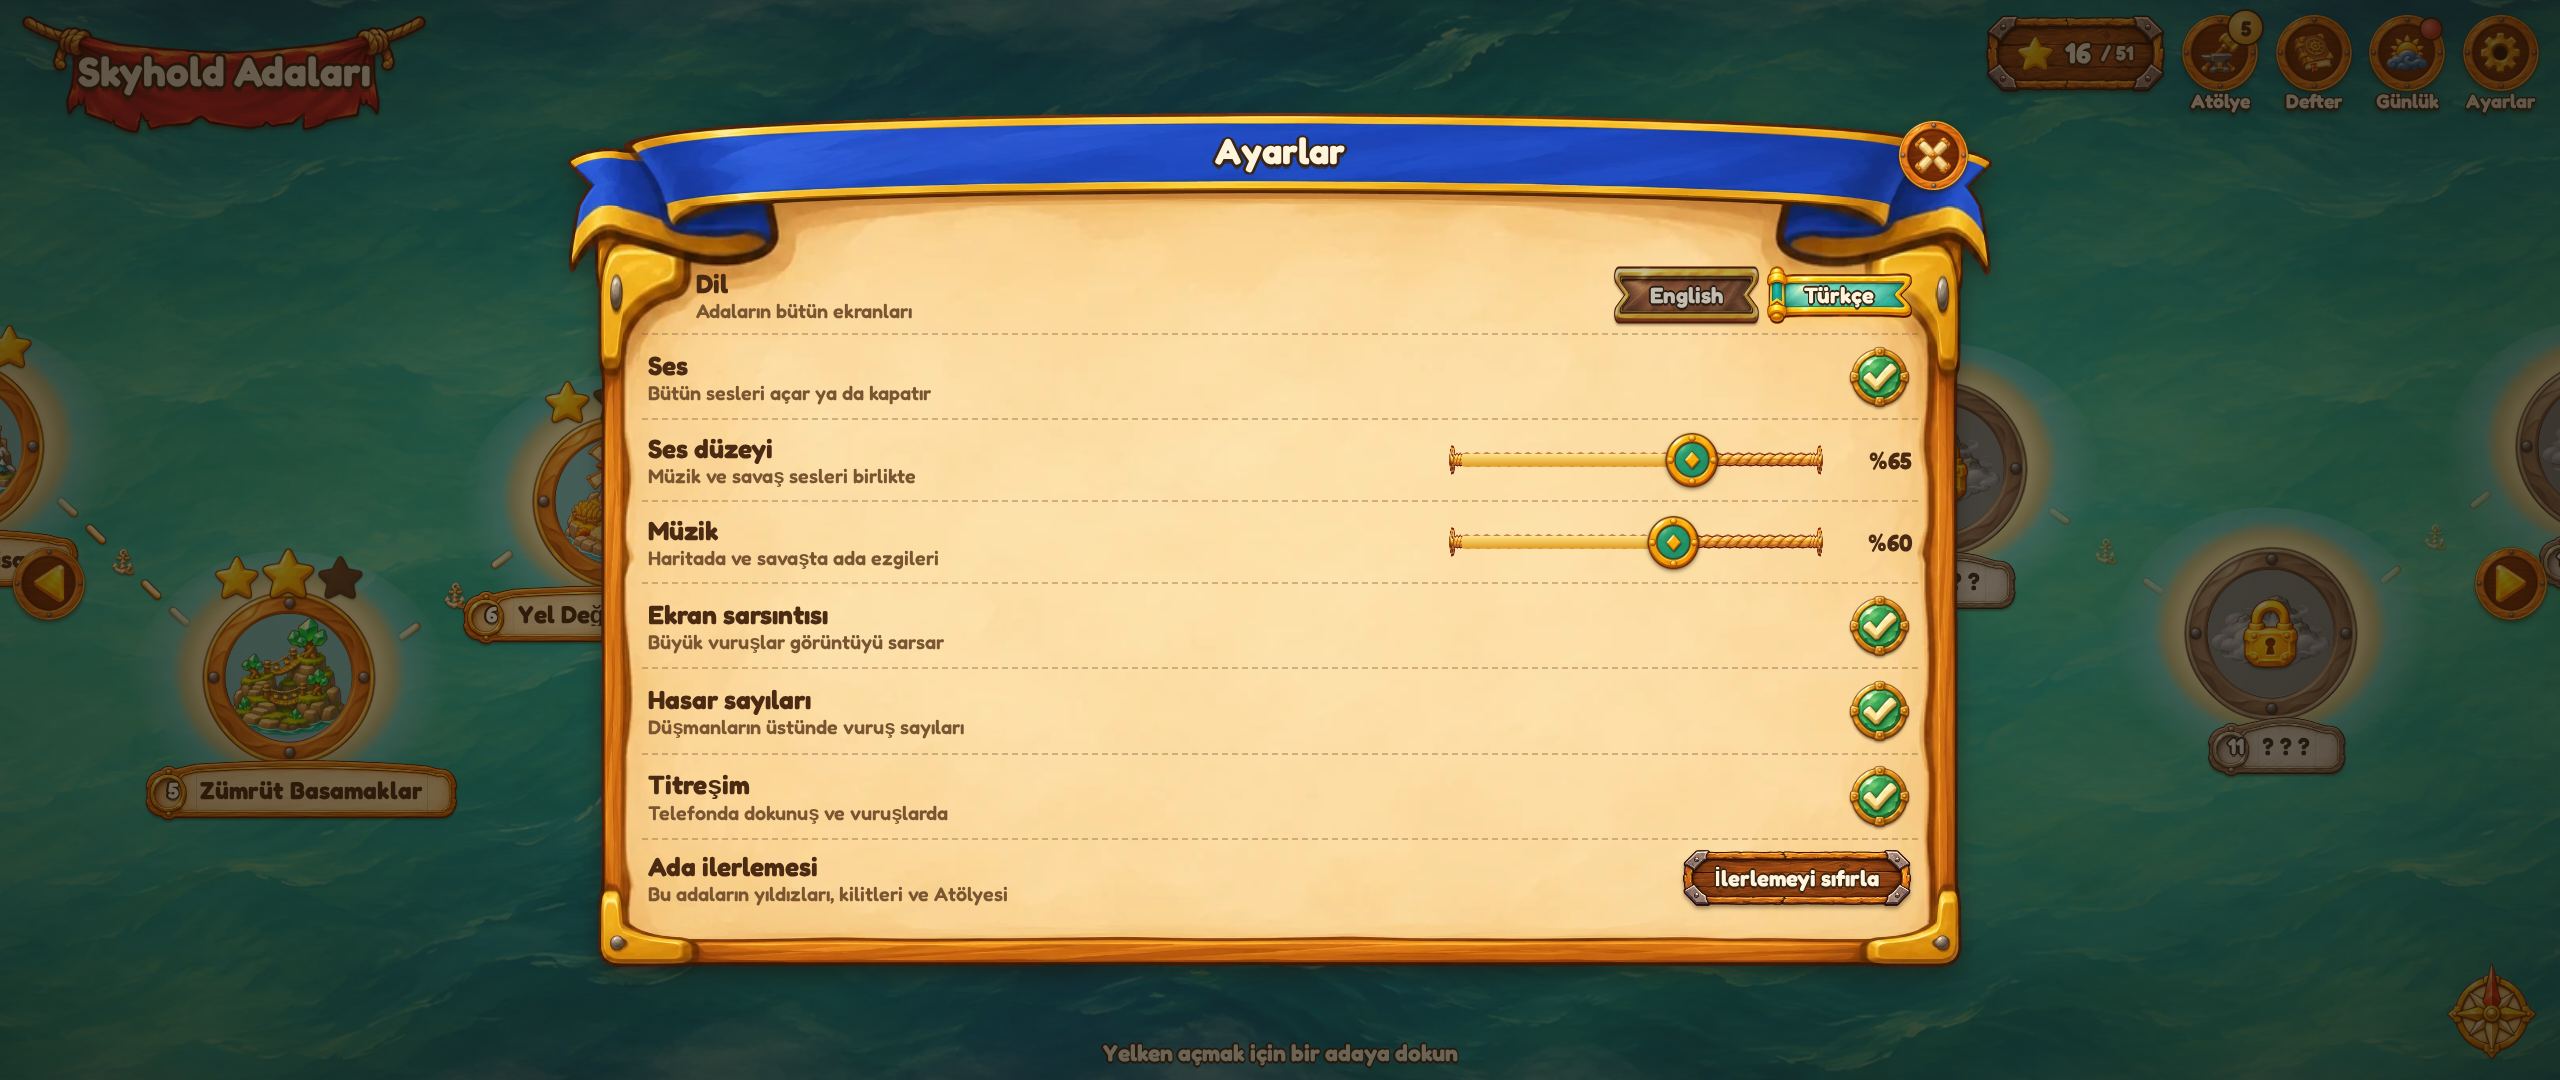 Skyhold Adaları
16 / 51
5
Atölye
Defter
Günlük
Ayarlar
Ayarlar
Dil
Adaların bütün ekranları
English
Türkçe
Ses
Bütün sesleri açar ya da kapatır
Ses düzeyi
Müzik ve savaş sesleri birlikte
%65
Müzik
Haritada ve savaşta ada ezgileri
%60
Ekran sarsıntısı
Büyük vuruşlar görüntüyü sarsar
Hasar sayıları
Düşmanların üstünde vuruş sayıları
Titreşim
Telefonda dokunuş ve vuruşlarda
Ada ilerlemesi
Bu adaların yıldızları, kilitleri ve Atölyesi
İlerlemeyi sıfırla
6 Yel Değ
5 Zümrüt Basamaklar
11 ? ? ?
Yelken açmak için bir adaya dokun